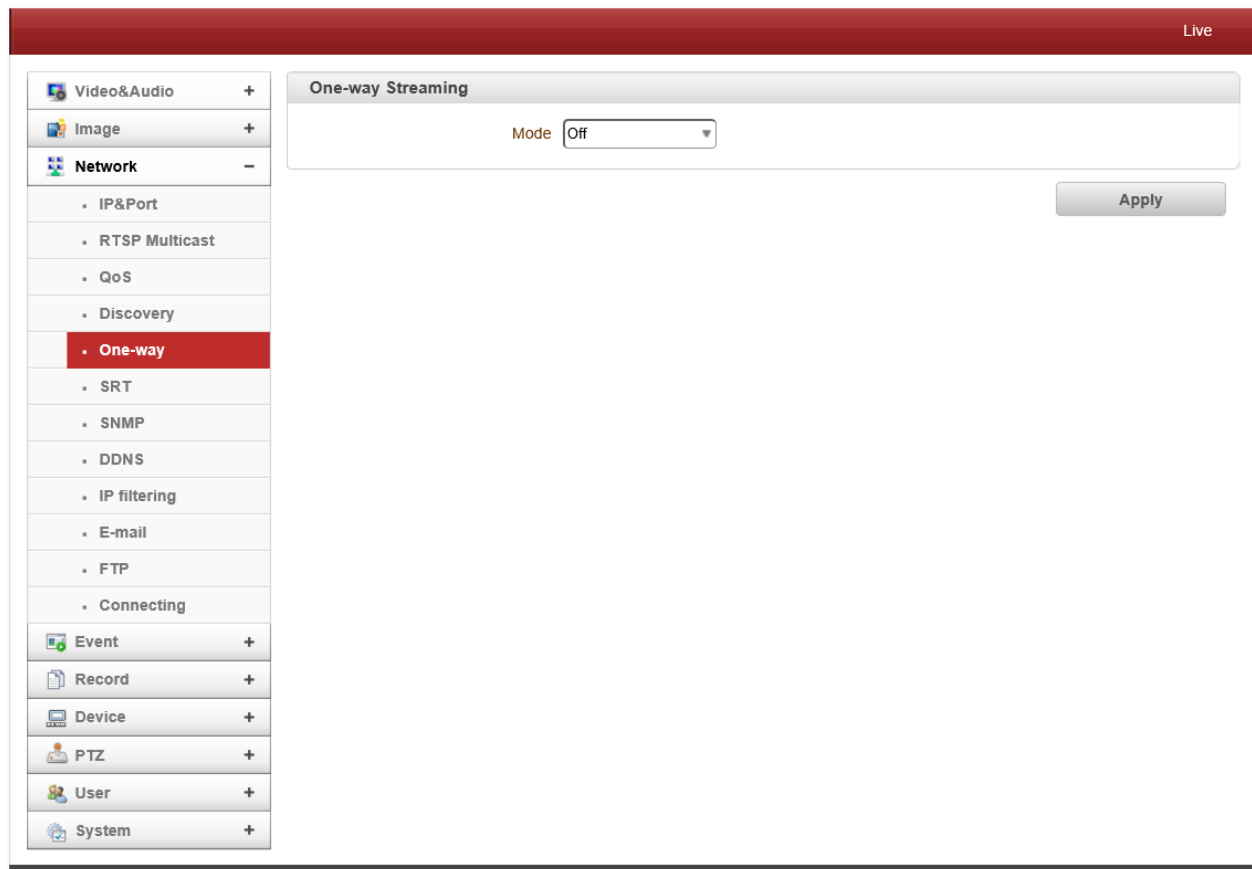 Live
Video&Audio +
Image +
Network −
IP&Port
RTSP Multicast
QoS
Discovery
One-way
SRT
SNMP
DDNS
IP filtering
E-mail
FTP
Connecting
Event +
Record +
Device +
PTZ +
User +
System +
One-way Streaming
Mode Off
Apply